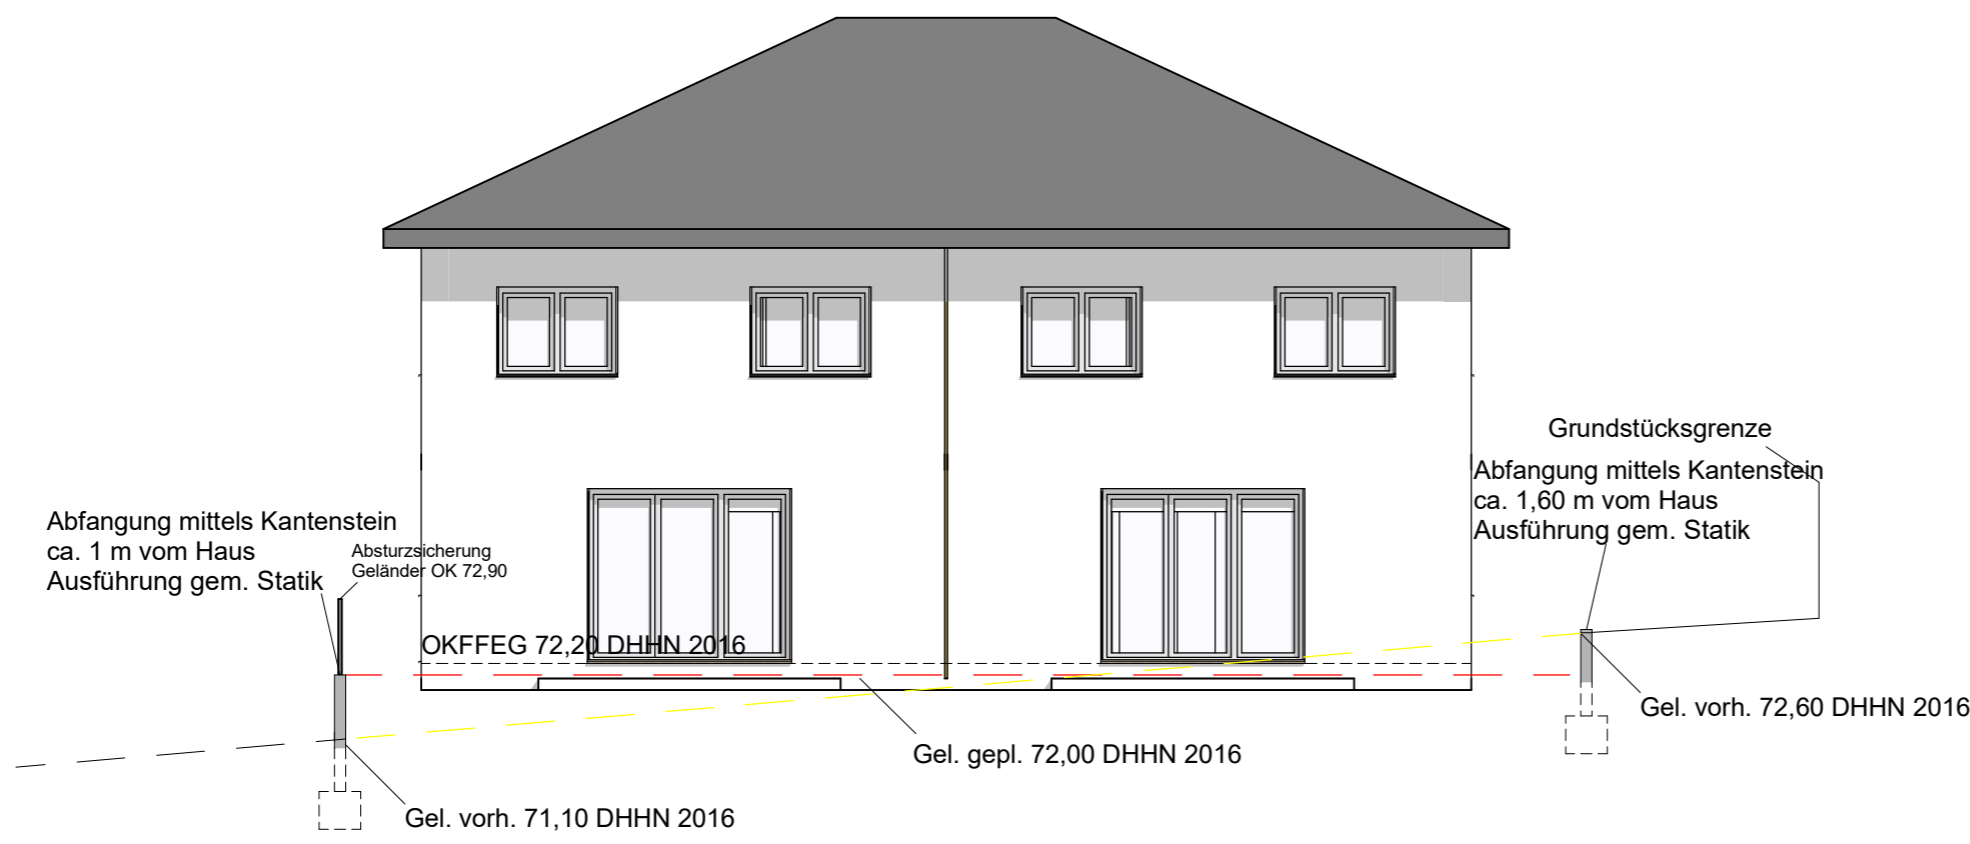 Grundstücksgrenze
Abfangung mittels Kantenstein
ca. 1,60 m vom Haus
Ausführung gem. Statik
Abfangung mittels Kantenstein
ca. 1 m vom Haus
Ausführung gem. Statik
Absturzsicherung
Geländer OK 72,90
OKFFEG 72,20 DHHN 2016
Gel. vorh. 72,60 DHHN 2016
Gel. gepl. 72,00 DHHN 2016
Gel. vorh. 71,10 DHHN 2016